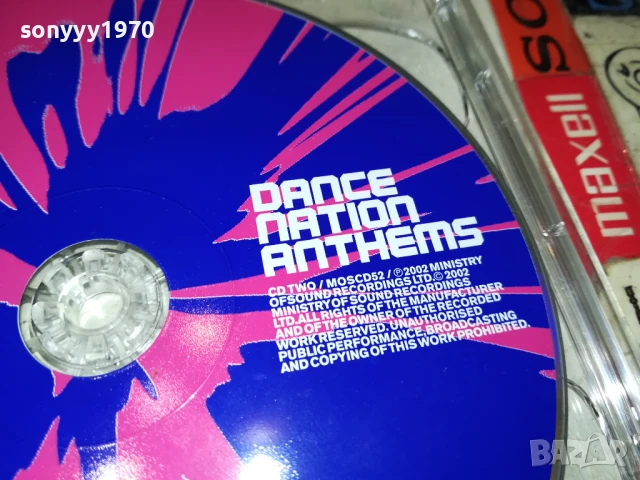 sonyyy1970
DANCE
NATION
ANTHEMS
CD TWO / MOSCD52 / ℗ 2002 MINISTRY
OF SOUND RECORDINGS LTD.© 2002
MINISTRY OF SOUND RECORDINGS
LTD. ALL RIGHTS OF THE MANUFACTURER
AND OF THE OWNER OF THE RECORDED
WORK RESERVED. UNAUTHORISED
PUBLIC PERFORMANCE BROADCASTING
AND COPYING OF THIS WORK PROHIBITED.
SO
maxell
BAZAR